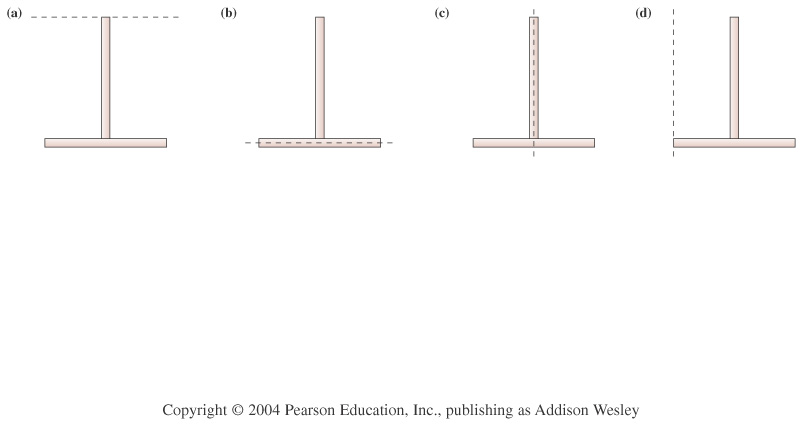 (a) (b) (c) (d)
Copyright © 2004 Pearson Education, Inc., publishing as Addison Wesley